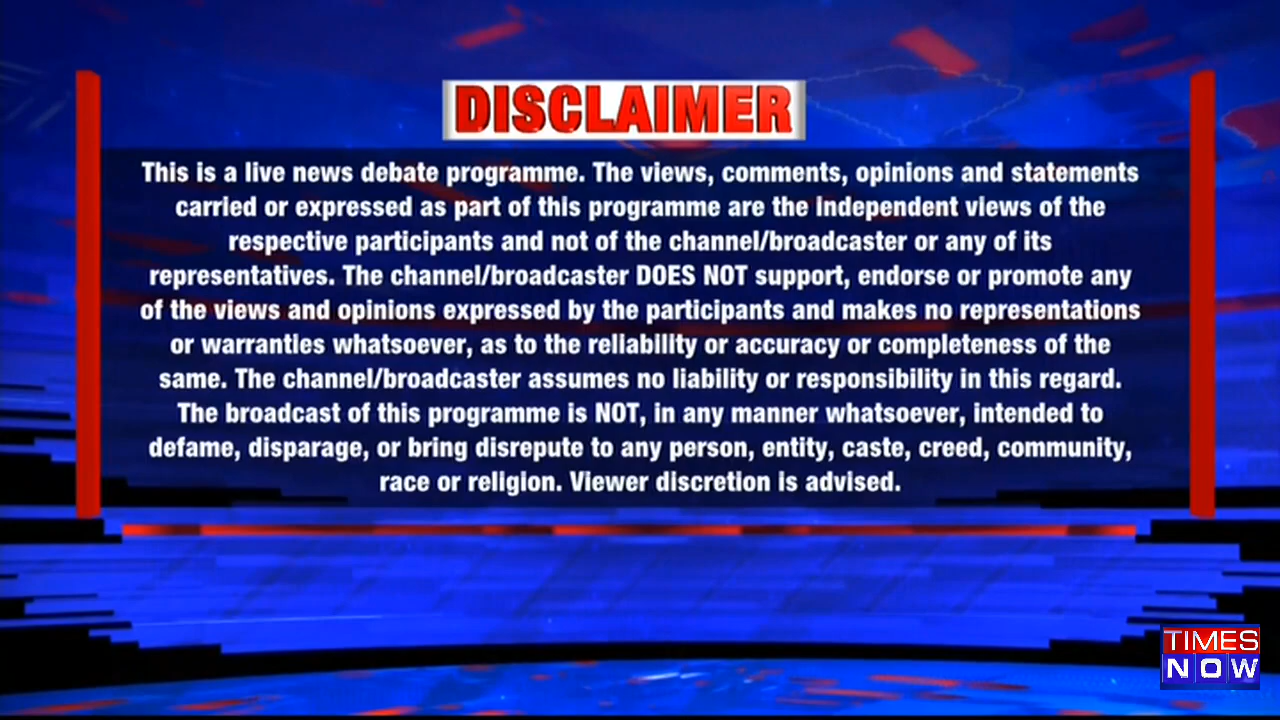 DISCLAIMER
This is a live news debate programme. The views, comments, opinions and statements
carried or expressed as part of this programme are the independent views of the
respective participants and not of the channel/broadcaster or any of its
representatives. The channel/broadcaster DOES NOT support, endorse or promote any
of the views and opinions expressed by the participants and makes no representations
or warranties whatsoever, as to the reliability or accuracy or completeness of the
same. The channel/broadcaster assumes no liability or responsibility in this regard.
The broadcast of this programme is NOT, in any manner whatsoever, intended to
defame, disparage, or bring disrepute to any person, entity, caste, creed, community,
race or religion. Viewer discretion is advised.
TIMES
NOW